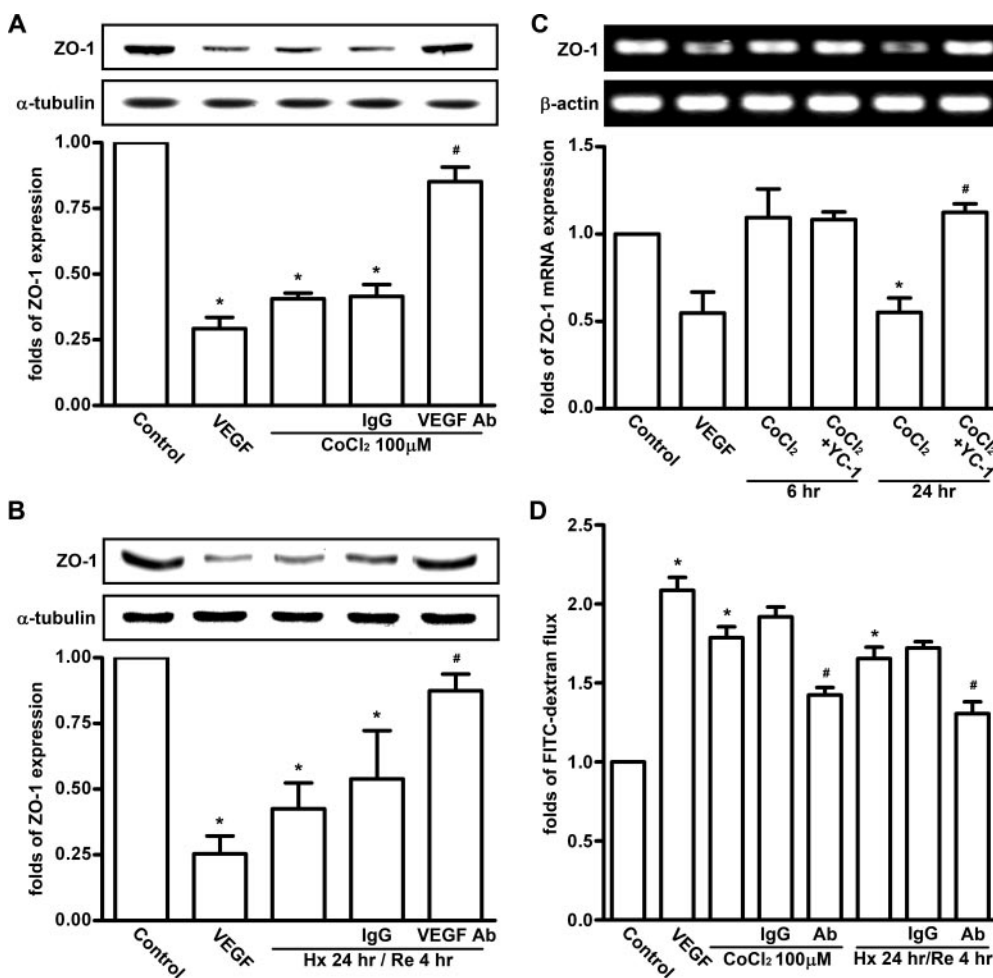 A
ZO-1
α-tubulin
folds of ZO-1 expression
1.00
0.75
0.50
0.25
0.00
*
*
*
#
Control
VEGF
IgG
VEGF Ab
CoCl₂ 100μM
B
ZO-1
α-tubulin
folds of ZO-1 expression
1.00
0.75
0.50
0.25
0.00
*
*
*
#
Control
VEGF
IgG
VEGF Ab
Hx 24 hr / Re 4 hr
C
ZO-1
β-actin
folds of ZO-1 mRNA expression
1.5
1.0
0.5
0.0
*
#
Control
VEGF
CoCl₂
CoCl₂
+YC-1
CoCl₂
CoCl₂
+YC-1
6 hr
24 hr
D
folds of FITC-dextran flux
2.5
2.0
1.5
1.0
0.5
0.0
*
*
#
*
#
Control
VEGF
IgG
Ab
IgG
Ab
CoCl₂ 100μM
Hx 24 hr/Re 4 hr